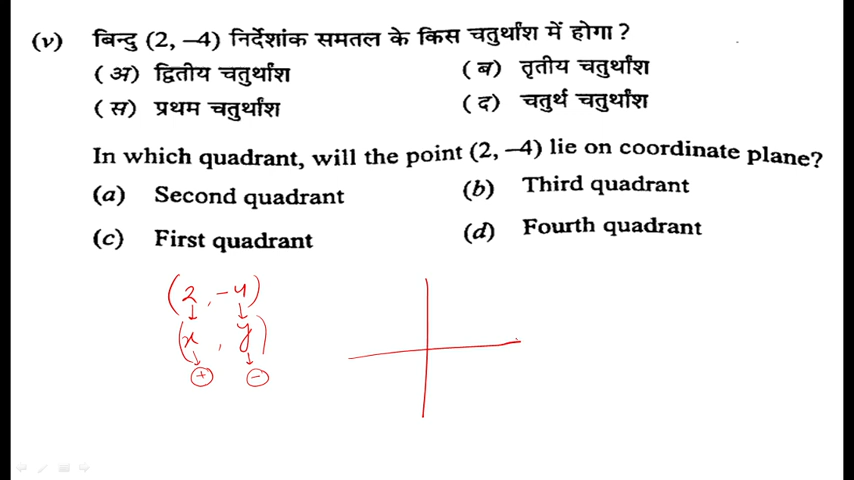 (v) बिन्दु (2, –4) निर्देशांक समतल के किस चतुर्थांश में होगा ?
(अ) द्वितीय चतुर्थांश (ब) तृतीय चतुर्थांश
(स) प्रथम चतुर्थांश (द) चतुर्थ चतुर्थांश
In which quadrant, will the point (2, –4) lie on coordinate plane?
(a) Second quadrant (b) Third quadrant
(c) First quadrant (d) Fourth quadrant
(2, -4)
(x, y)
+ -